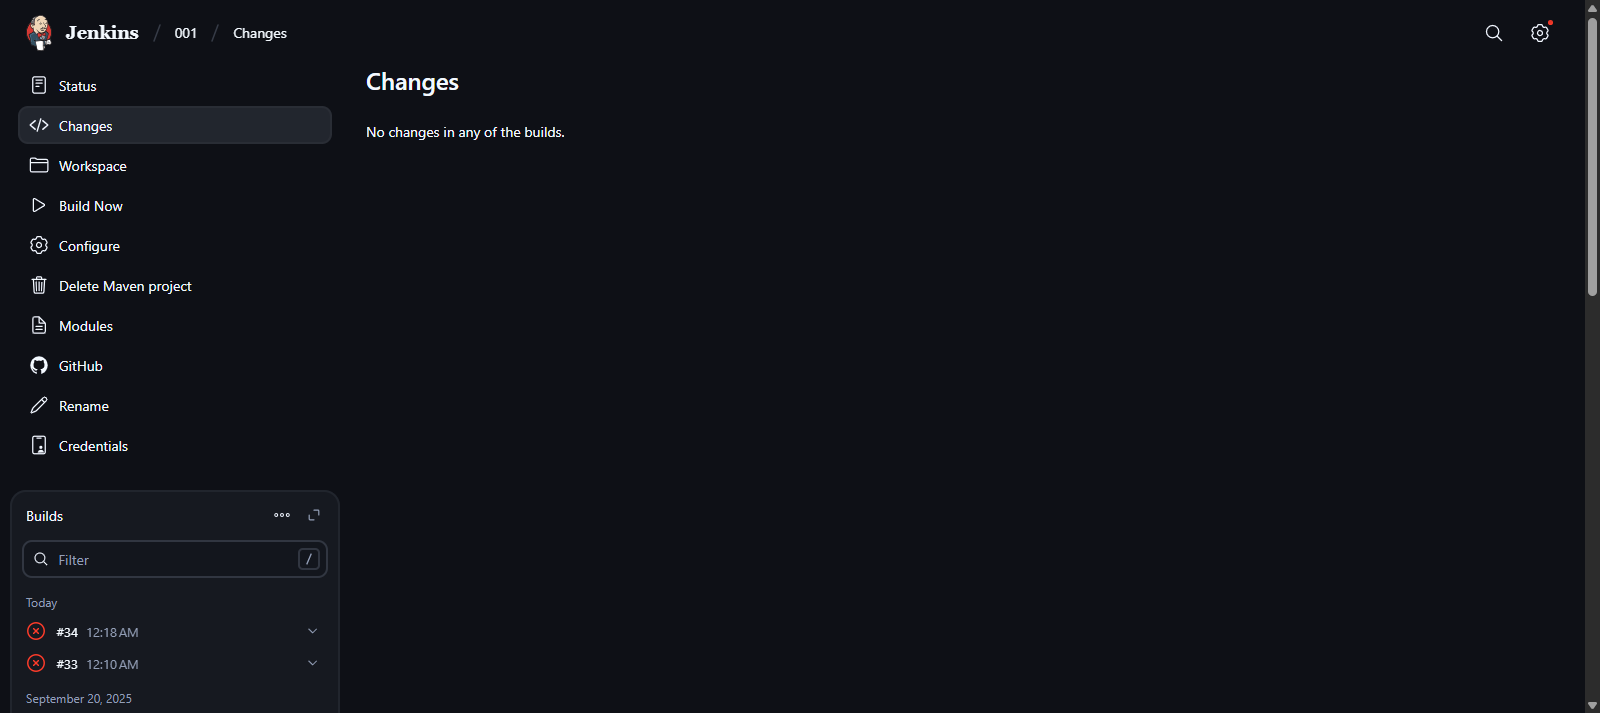 Jenkins / 001 / Changes
Status
Changes
Workspace
Build Now
Configure
Delete Maven project
Modules
GitHub
Rename
Credentials
Changes
No changes in any of the builds.
Builds
Filter /
Today
#34 12:18 AM
#33 12:10 AM
September 20, 2025